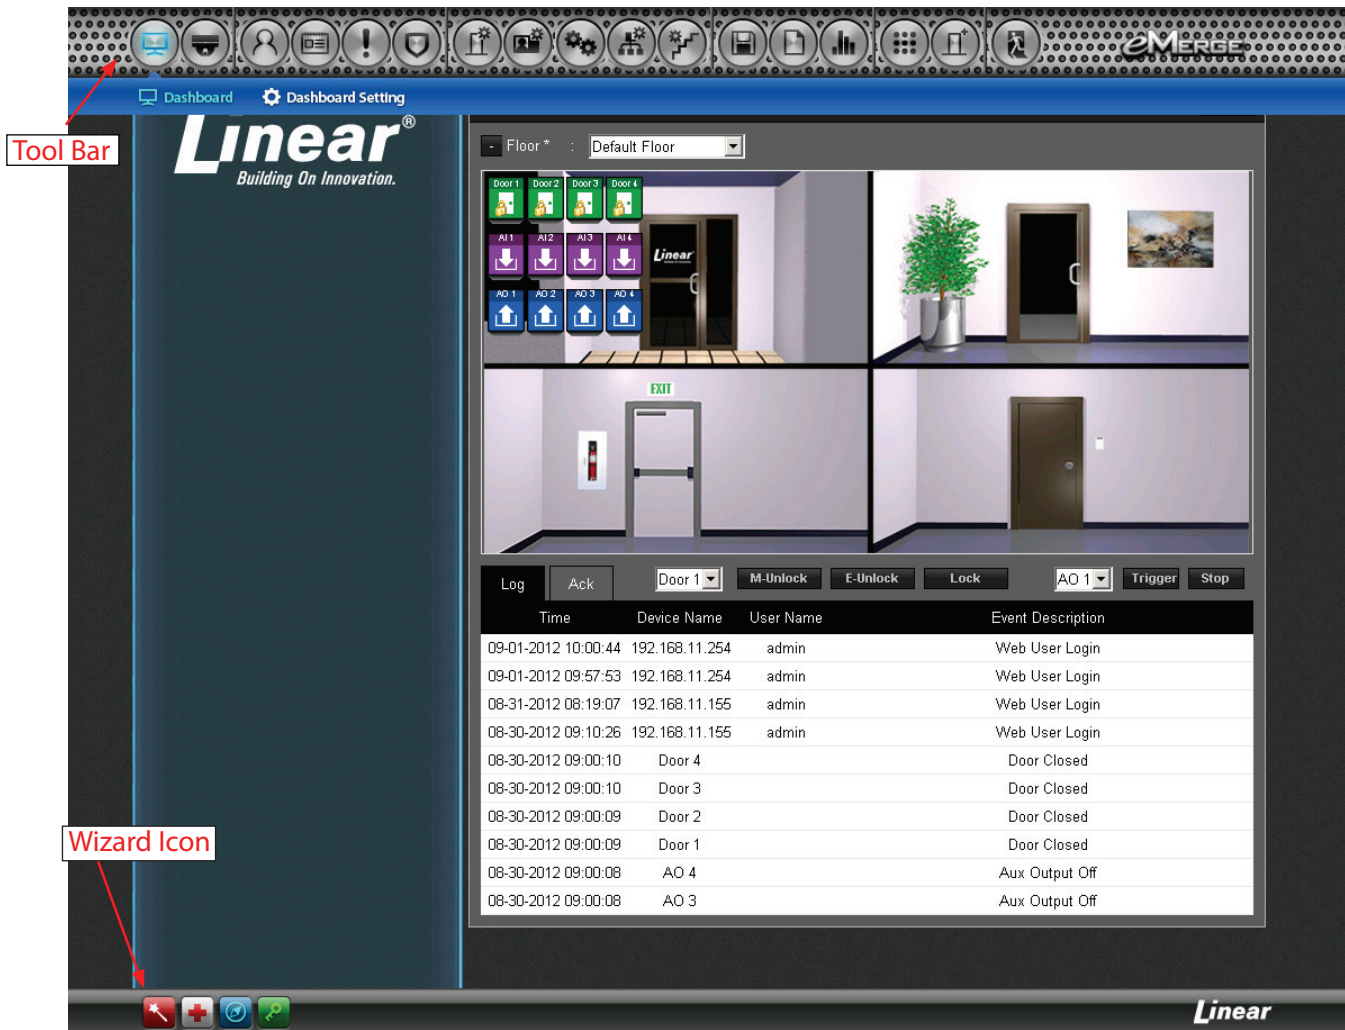 eMERGE
Dashboard Dashboard Setting
Tool Bar
Linear®
Building On Innovation.
- Floor * : Default Floor
Door 1 Door 2 Door 3 Door 4
AI 1 AI 2 AI 3 AI 4
Linear
AO 1 AO 2 AO 3 AO 4
EXIT
Log Ack Door 1 M-Unlock E-Unlock Lock AO 1 Trigger Stop
Time Device Name User Name Event Description
09-01-2012 10:00:44 192.168.11.254 admin Web User Login
09-01-2012 09:57:53 192.168.11.254 admin Web User Login
08-31-2012 08:19:07 192.168.11.155 admin Web User Login
08-30-2012 09:10:26 192.168.11.155 admin Web User Login
08-30-2012 09:00:10 Door 4 Door Closed
08-30-2012 09:00:10 Door 3 Door Closed
08-30-2012 09:00:09 Door 2 Door Closed
08-30-2012 09:00:09 Door 1 Door Closed
08-30-2012 09:00:08 AO 4 Aux Output Off
08-30-2012 09:00:08 AO 3 Aux Output Off
Wizard Icon
Linear